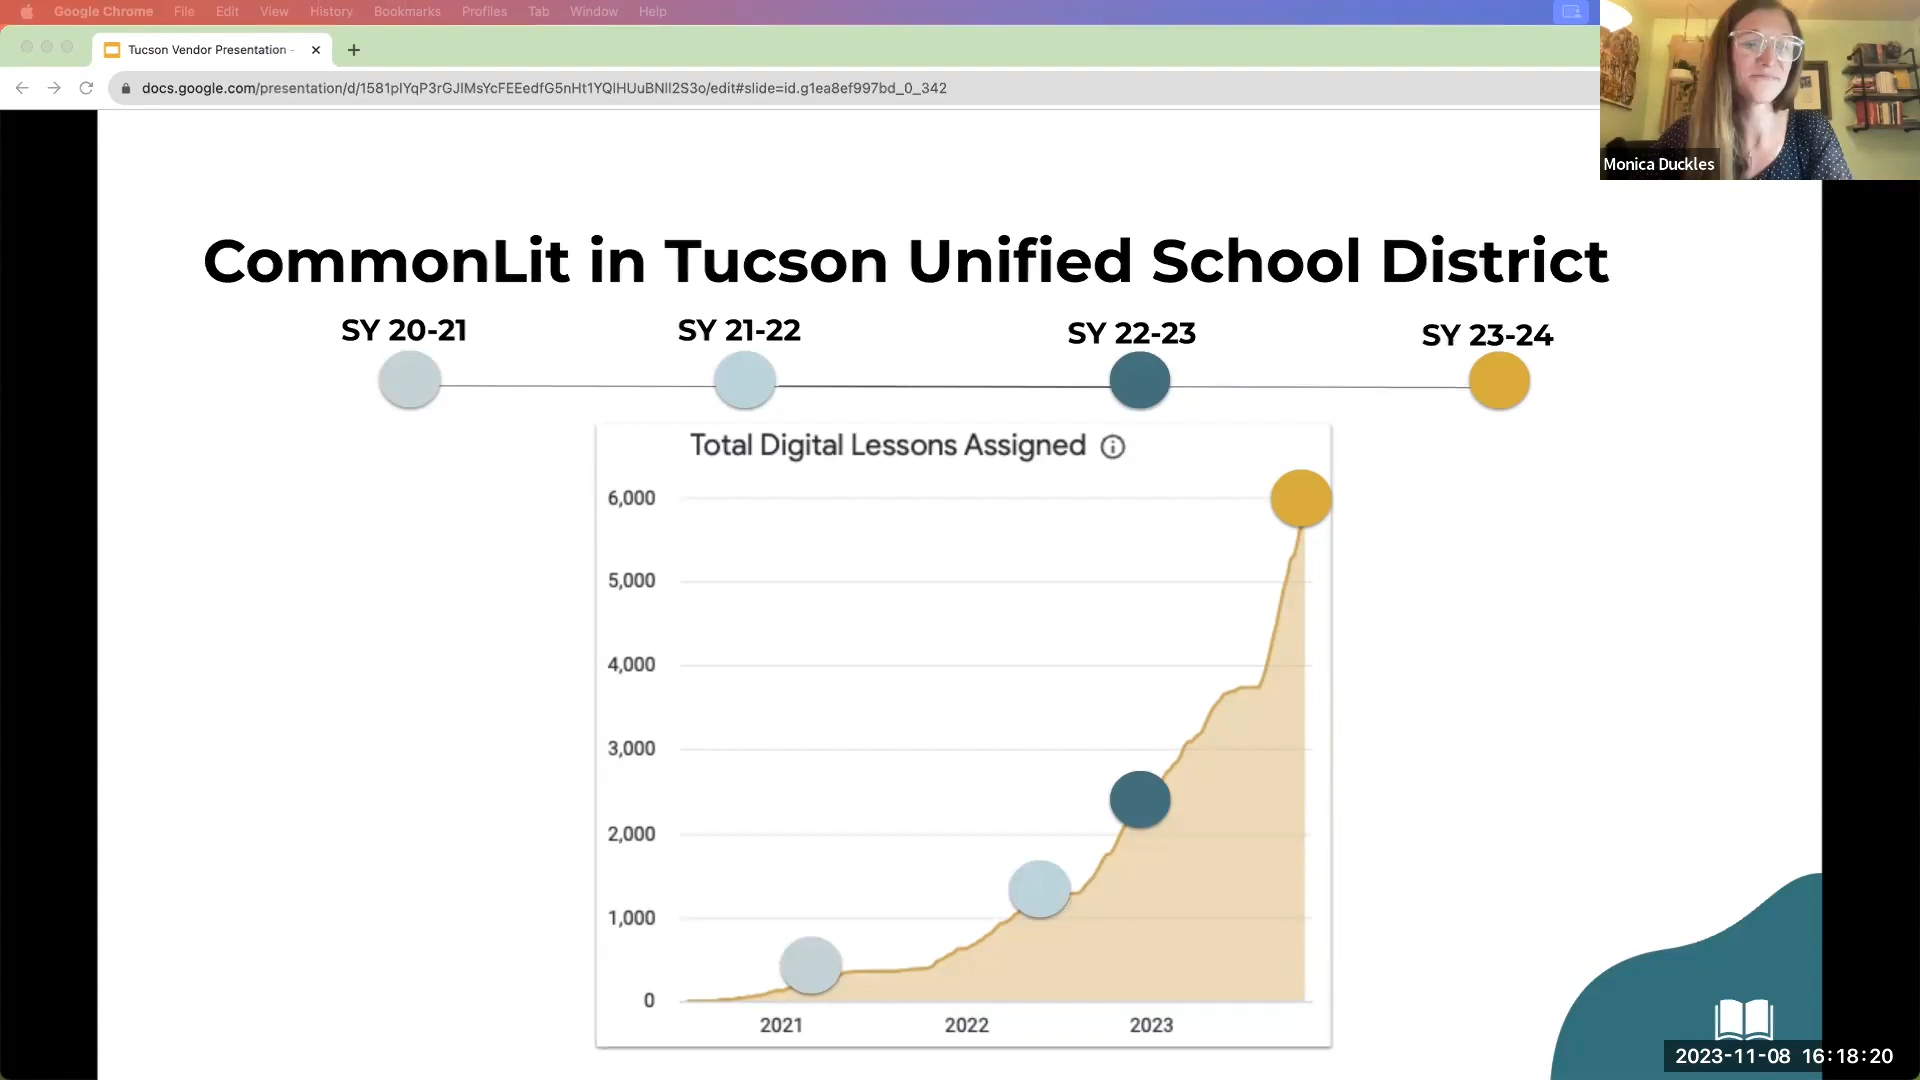 Google Chrome File Edit View History Bookmarks Profiles Tab Window Help
Tucson Vendor Presentation -
docs.google.com/presentation/d/1581pIYqP3rGJIMsYcFEEedfG5nHt1YQIHUuBNII2S3o/edit#slide=id.g1ea8ef997bd_0_342
Monica Duckles
CommonLit in Tucson Unified School District
SY 20-21 SY 21-22 SY 22-23 SY 23-24
Total Digital Lessons Assigned
6,000
5,000
4,000
3,000
2,000
1,000
0
2021 2022 2023
2023-11-08 16:18:20